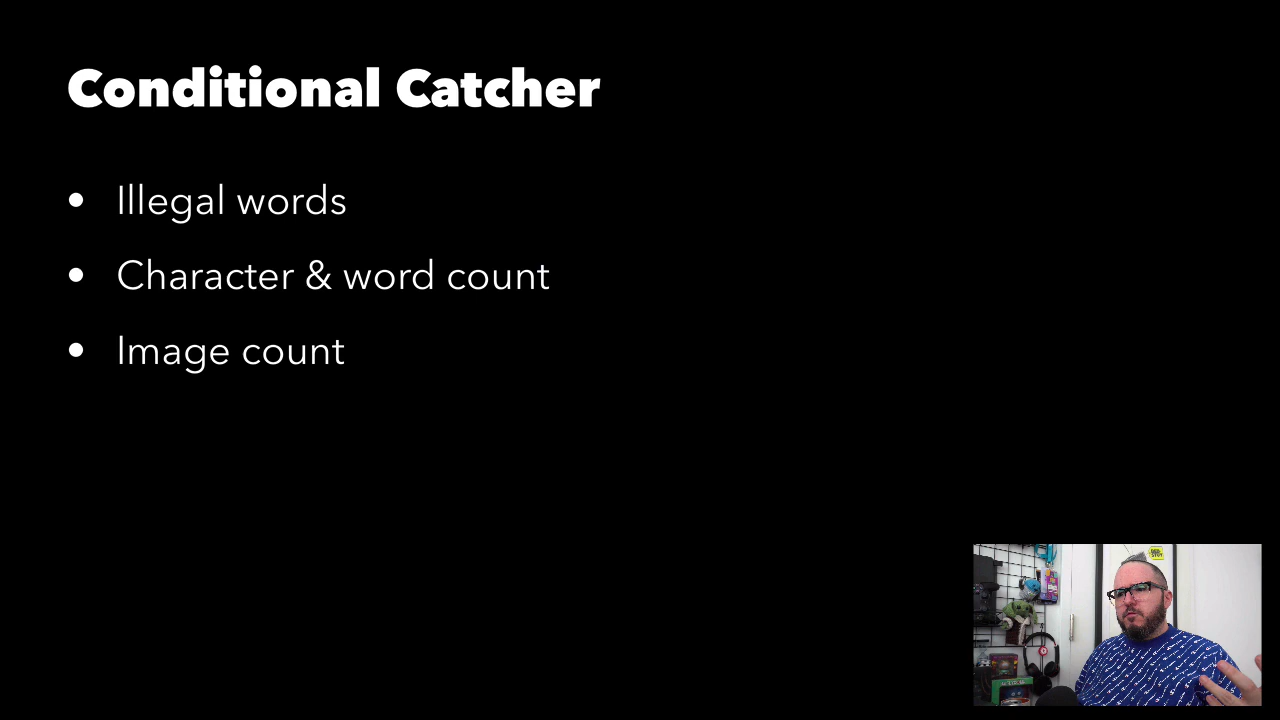 Conditional Catcher
• Illegal words
• Character & word count
• Image count